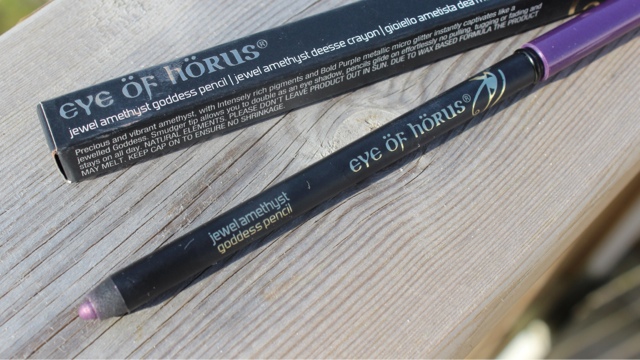 eye öf hörus®
jewel amethyst goddess pencil | jewel amethyst deesse crayon | gioiello ametista dea
Precious and vibrant amethyst, with Intensely rich pigments and Bold Purple metallic micro glitter instantly captivates like a
jewelled Goddess. Smudger tip allows you to double as an eye shadow, pencils glide on effortlessly no pulling, tugging or fading and
stays on all day. NATURAL ELEMENTS. PLEASE DON'T LEAVE PRODUCT OUT IN SUN. DUE TO WAX BASED FORMULA THE PRODUCT
MAY MELT. KEEP CAP ON TO ENSURE NO SHRINKAGE.
eye öf hörus®
jewel amethyst
goddess pencil